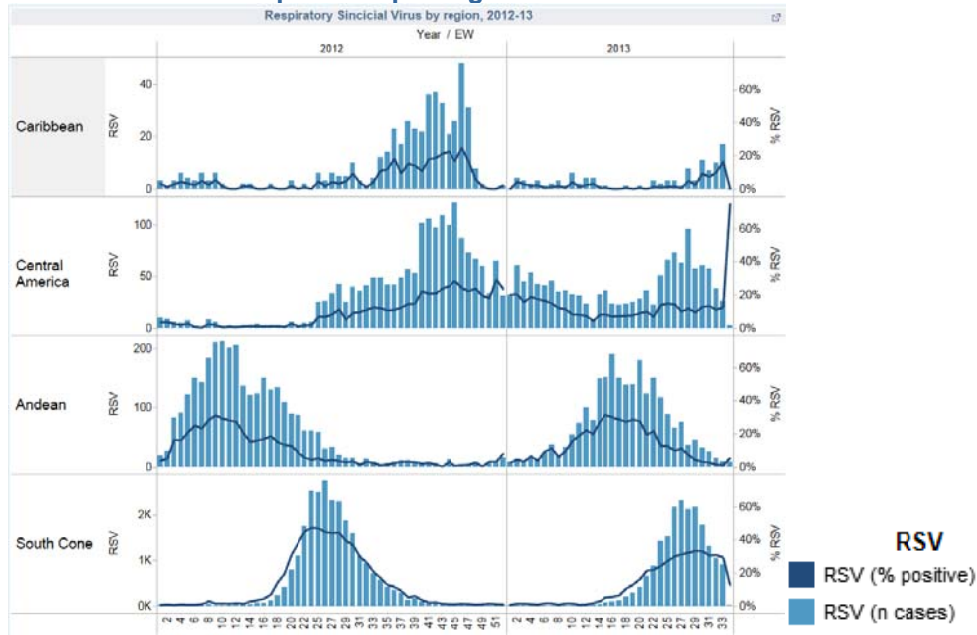 Respiratory Sincicial Virus by region, 2012-13
Year / EW
2012 2013
Caribbean
RSV
40
20
0
60%
40%
20%
0%
% RSV
Central
America
RSV
100
50
0
60%
40%
20%
0%
% RSV
Andean
RSV
200
100
0
60%
40%
20%
0%
% RSV
South Cone
RSV
2K
1K
0K
60%
40%
20%
0%
% RSV
2 4 6 8 10 12 14 16 18 20 22 25 27 29 31 33 35 37 39 41 43 45 47 49 51 2 4 6 8 10 12 14 16 18 20 22 25 27 29 31 33
RSV
RSV (% positive)
RSV (n cases)